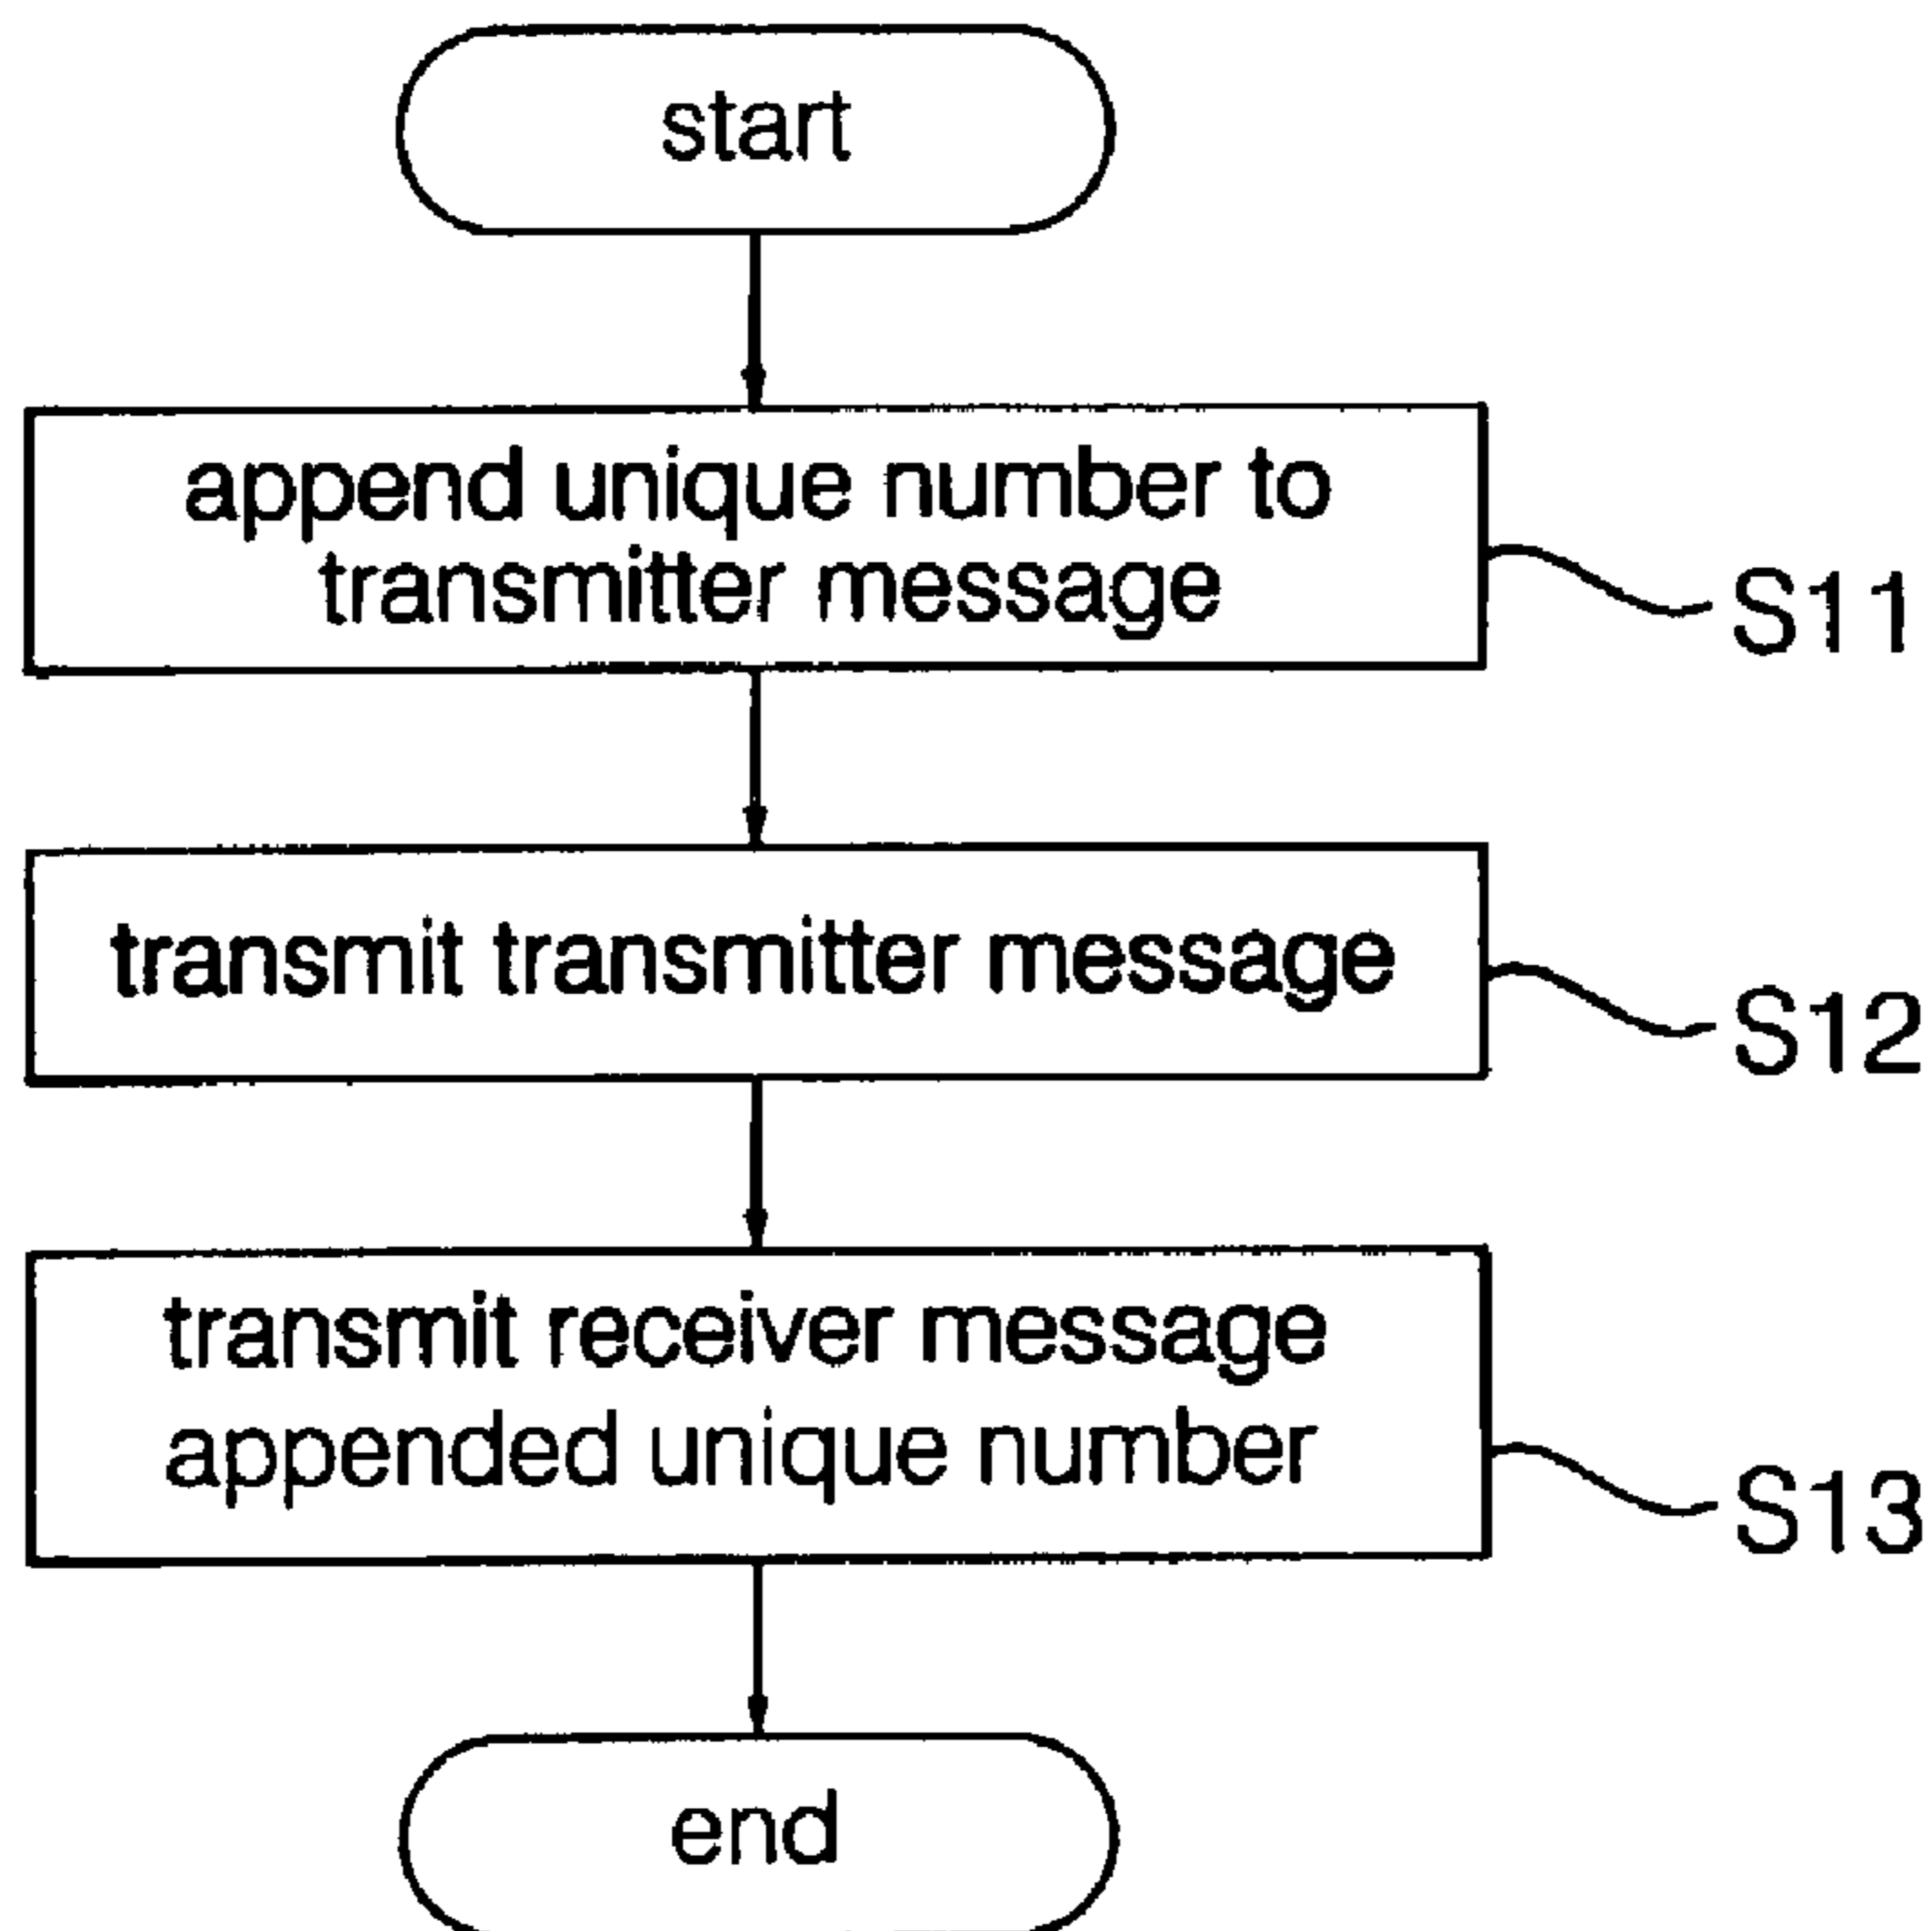 start
append unique number to
transmitter message
S11
transmit transmitter message
S12
transmit receiver message
appended unique number
S13
end